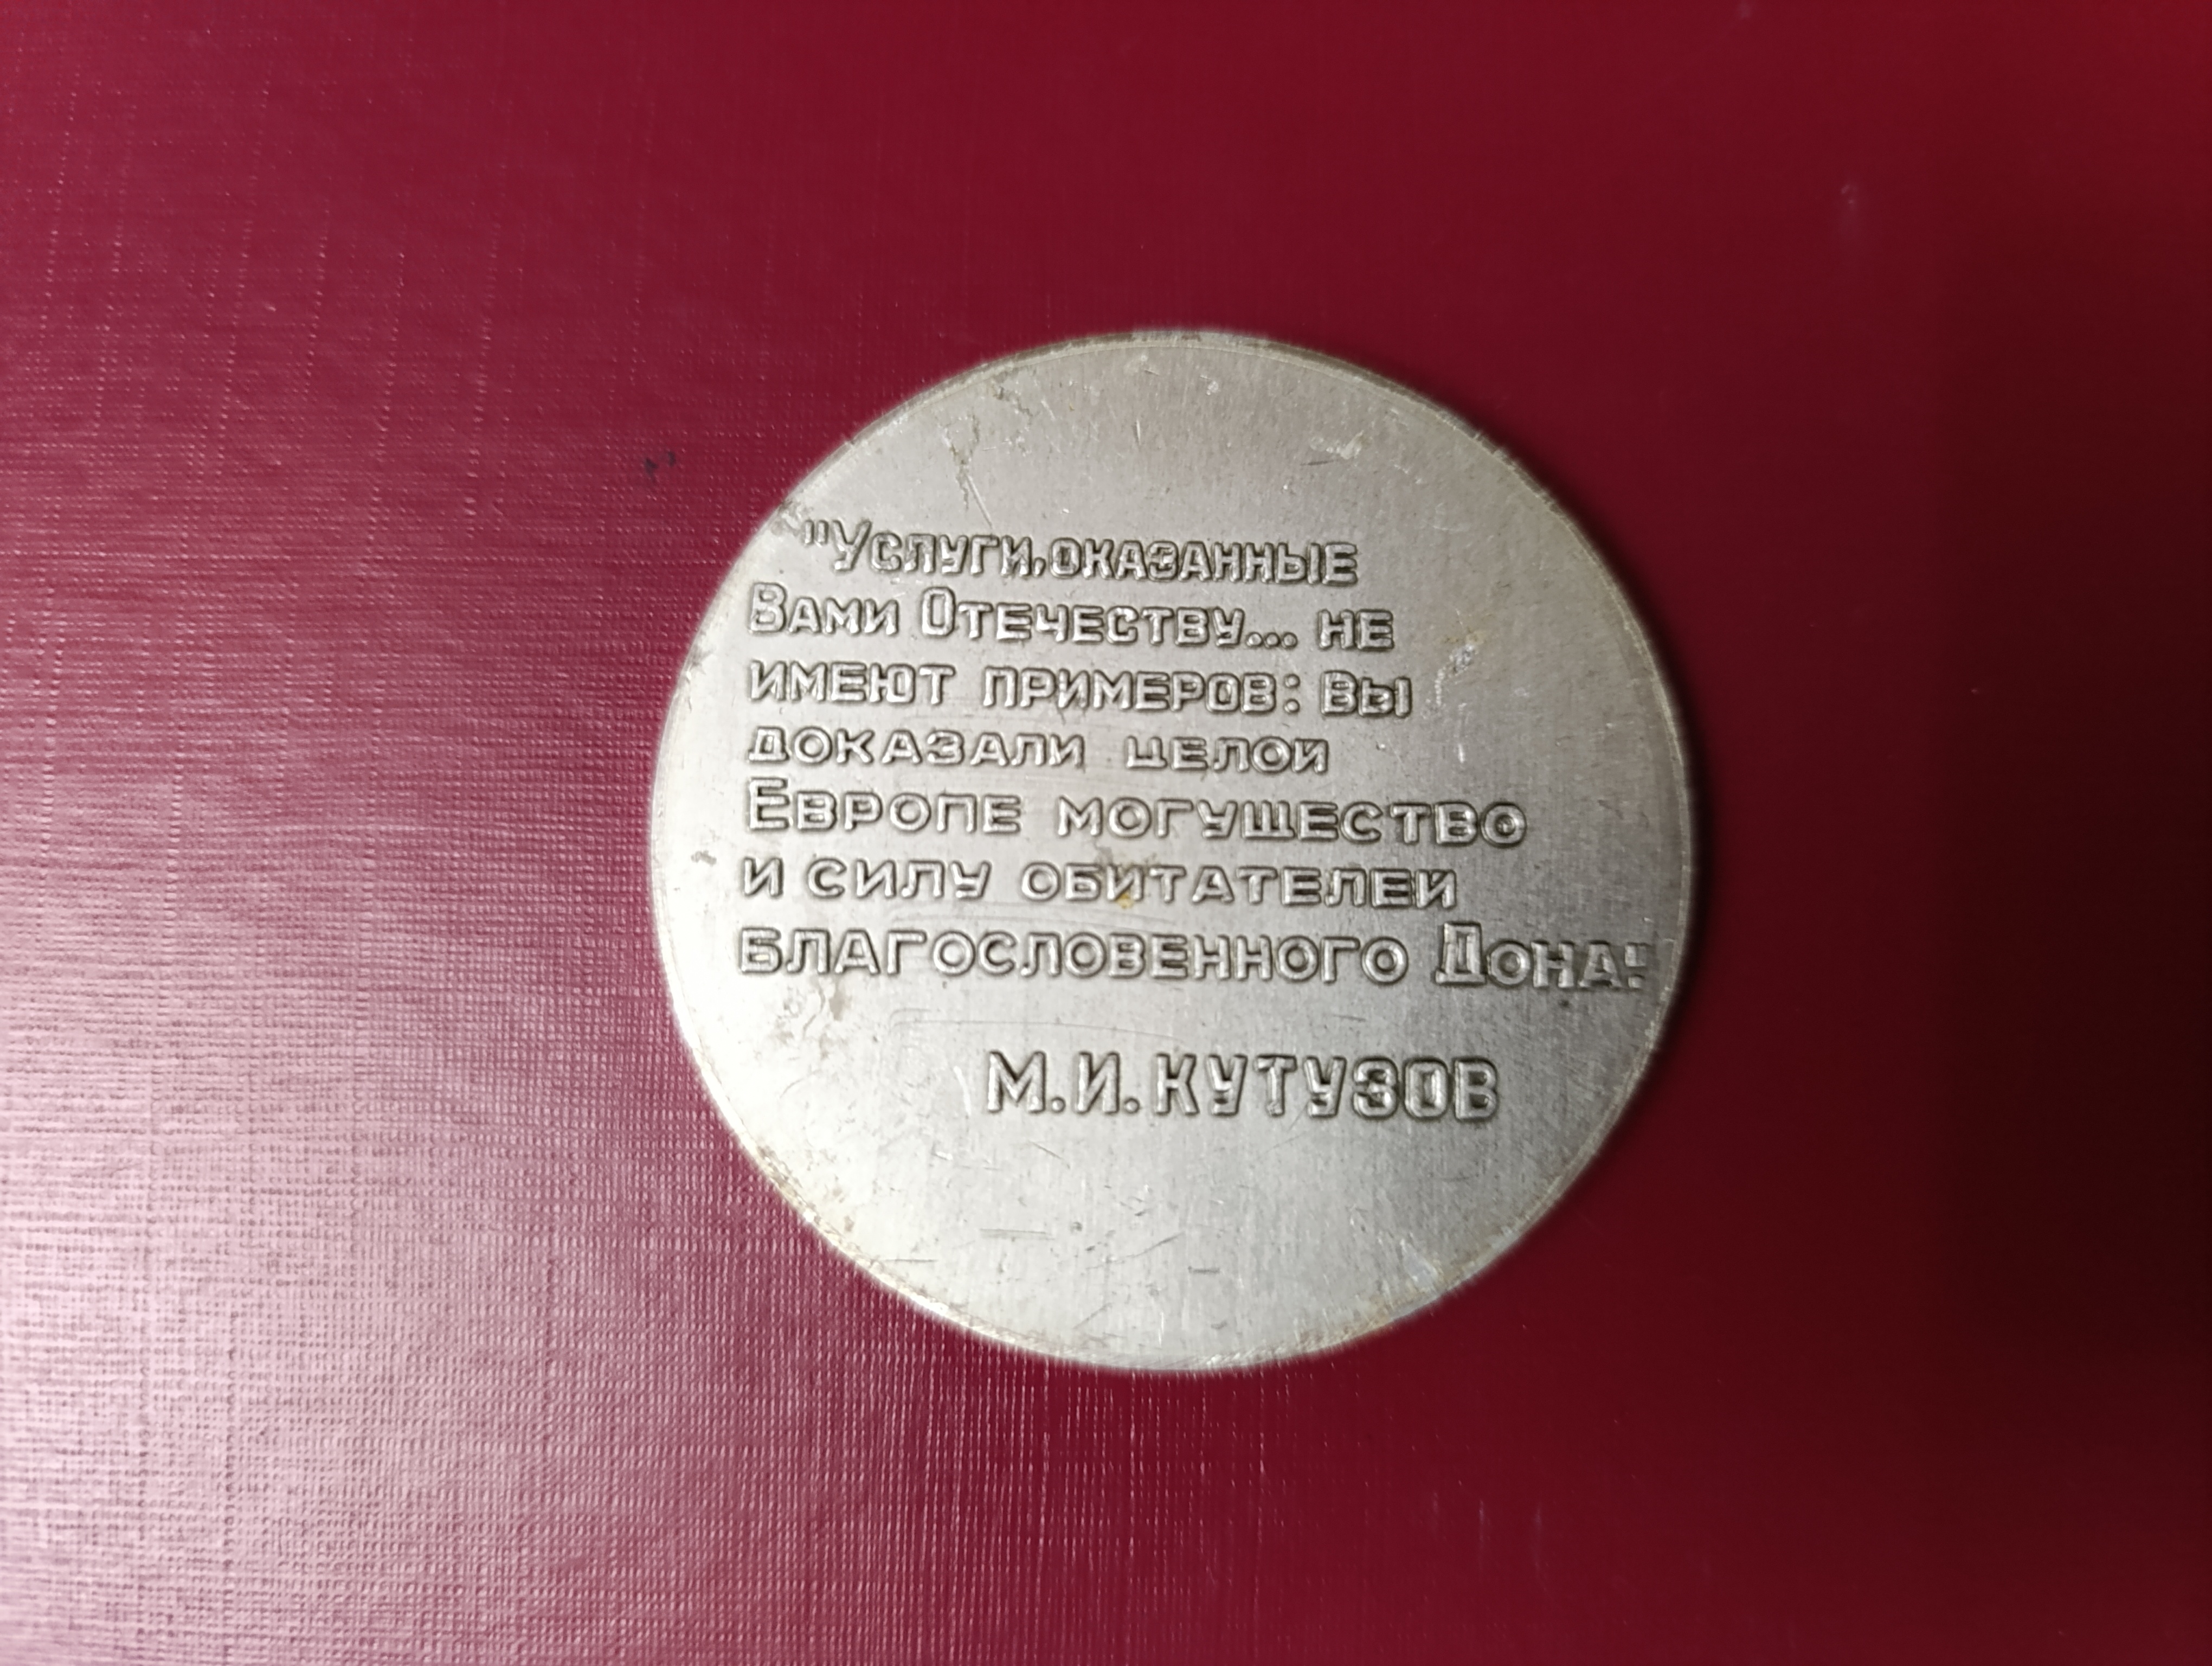 "Услуги, оказанные
Вами Отечеству... не
имеют примеров: вы
доказали целой
Европе могущество
и силу обитателей
благословенного Дона!"
М.И.КУТУЗОВ